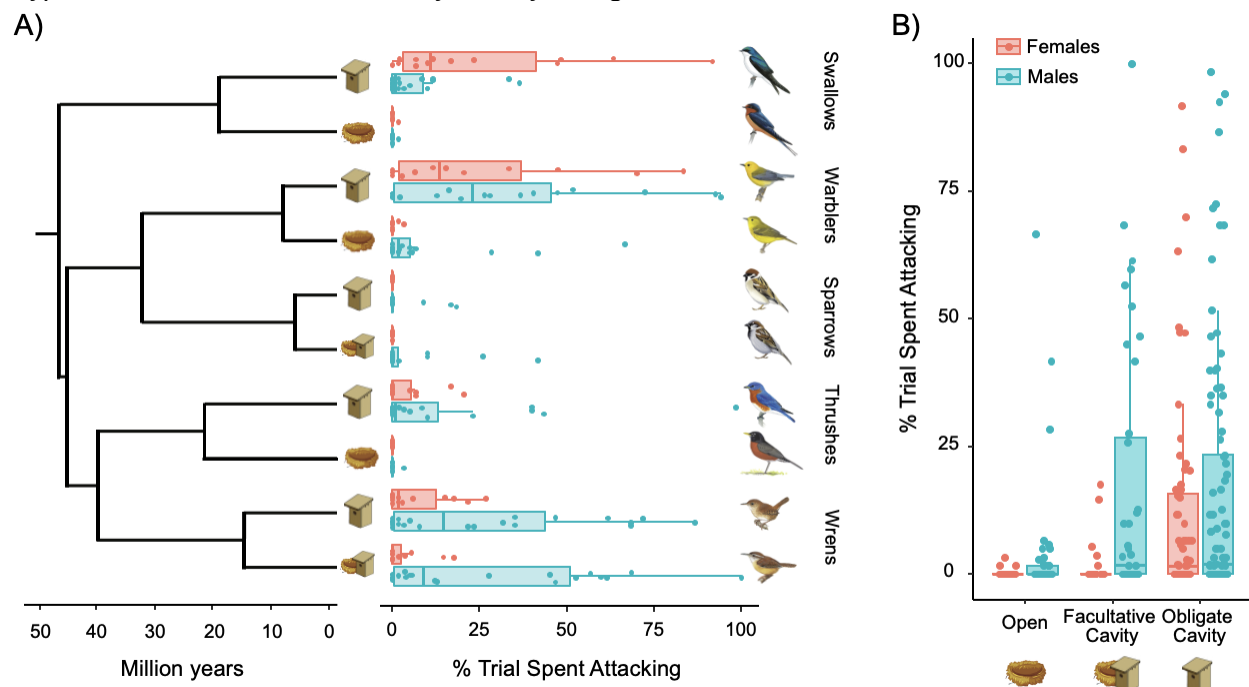 A)
Swallows
Warblers
Sparrows
Thrushes
Wrens
50 40 30 20 10 0
Million years
0 25 50 75 100
% Trial Spent Attacking
B)
Females
Males
100
75
50
25
0
% Trial Spent Attacking
Open
Facultative
Cavity
Obligate
Cavity